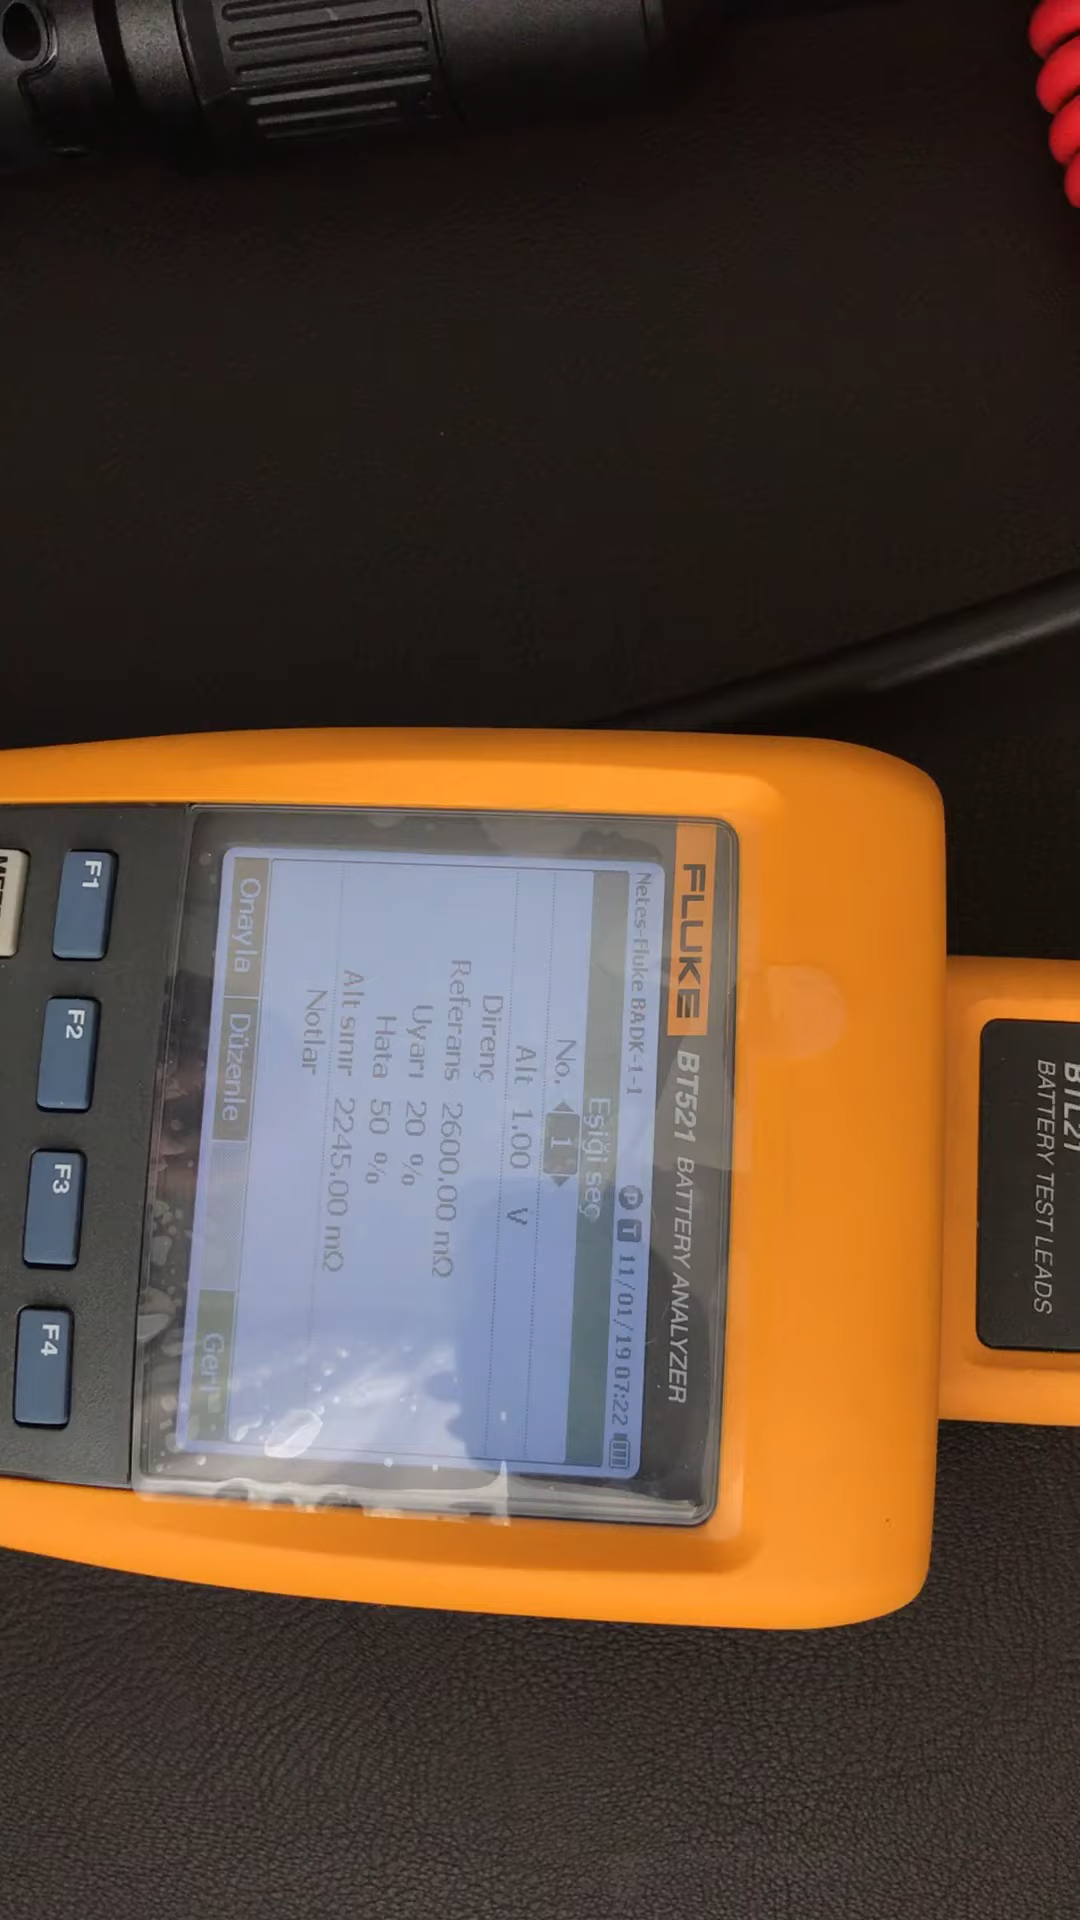 FLUKE BT521 BATTERY ANALYZER
Netes-Fluke BADK-1-1 P T 11/01/19 07:22
Eşiği seç
No. 1
Alt 1.00 V
Direnç
Referans 2600.00 mΩ
Uyarı 20 %
Hata 50 %
Alt sınır 2245.00 mΩ
Notlar
Onayla Düzenle Geri
F1 F2 F3 F4
BTL21
BATTERY TEST LEADS